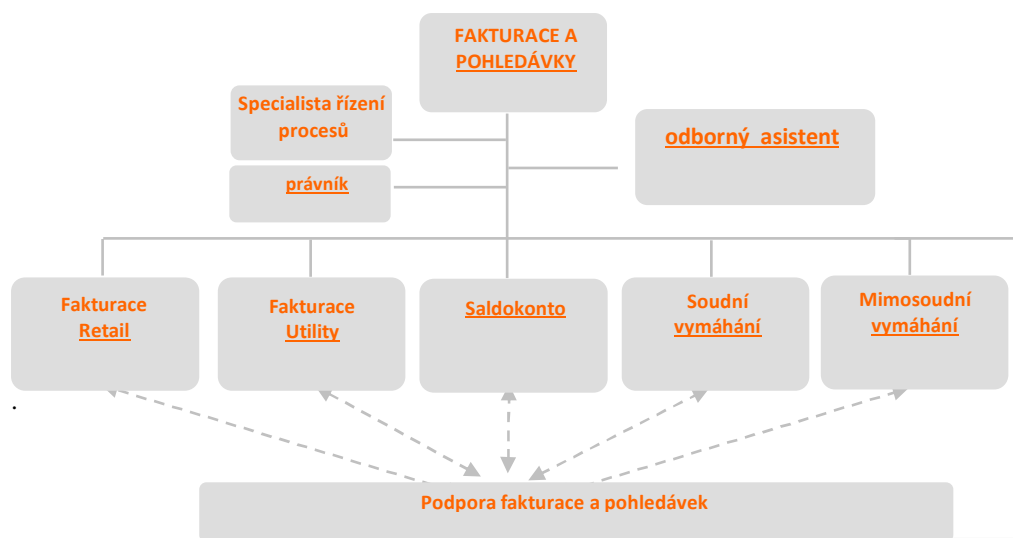 FAKTURACE A
POHLEDÁVKY
Specialista řízení
procesů
odborný asistent
právník
Fakturace
Retail
Fakturace
Utility
Saldokonto
Soudní
vymáhání
Mimosoudní
vymáhání
.
Podpora fakturace a pohledávek